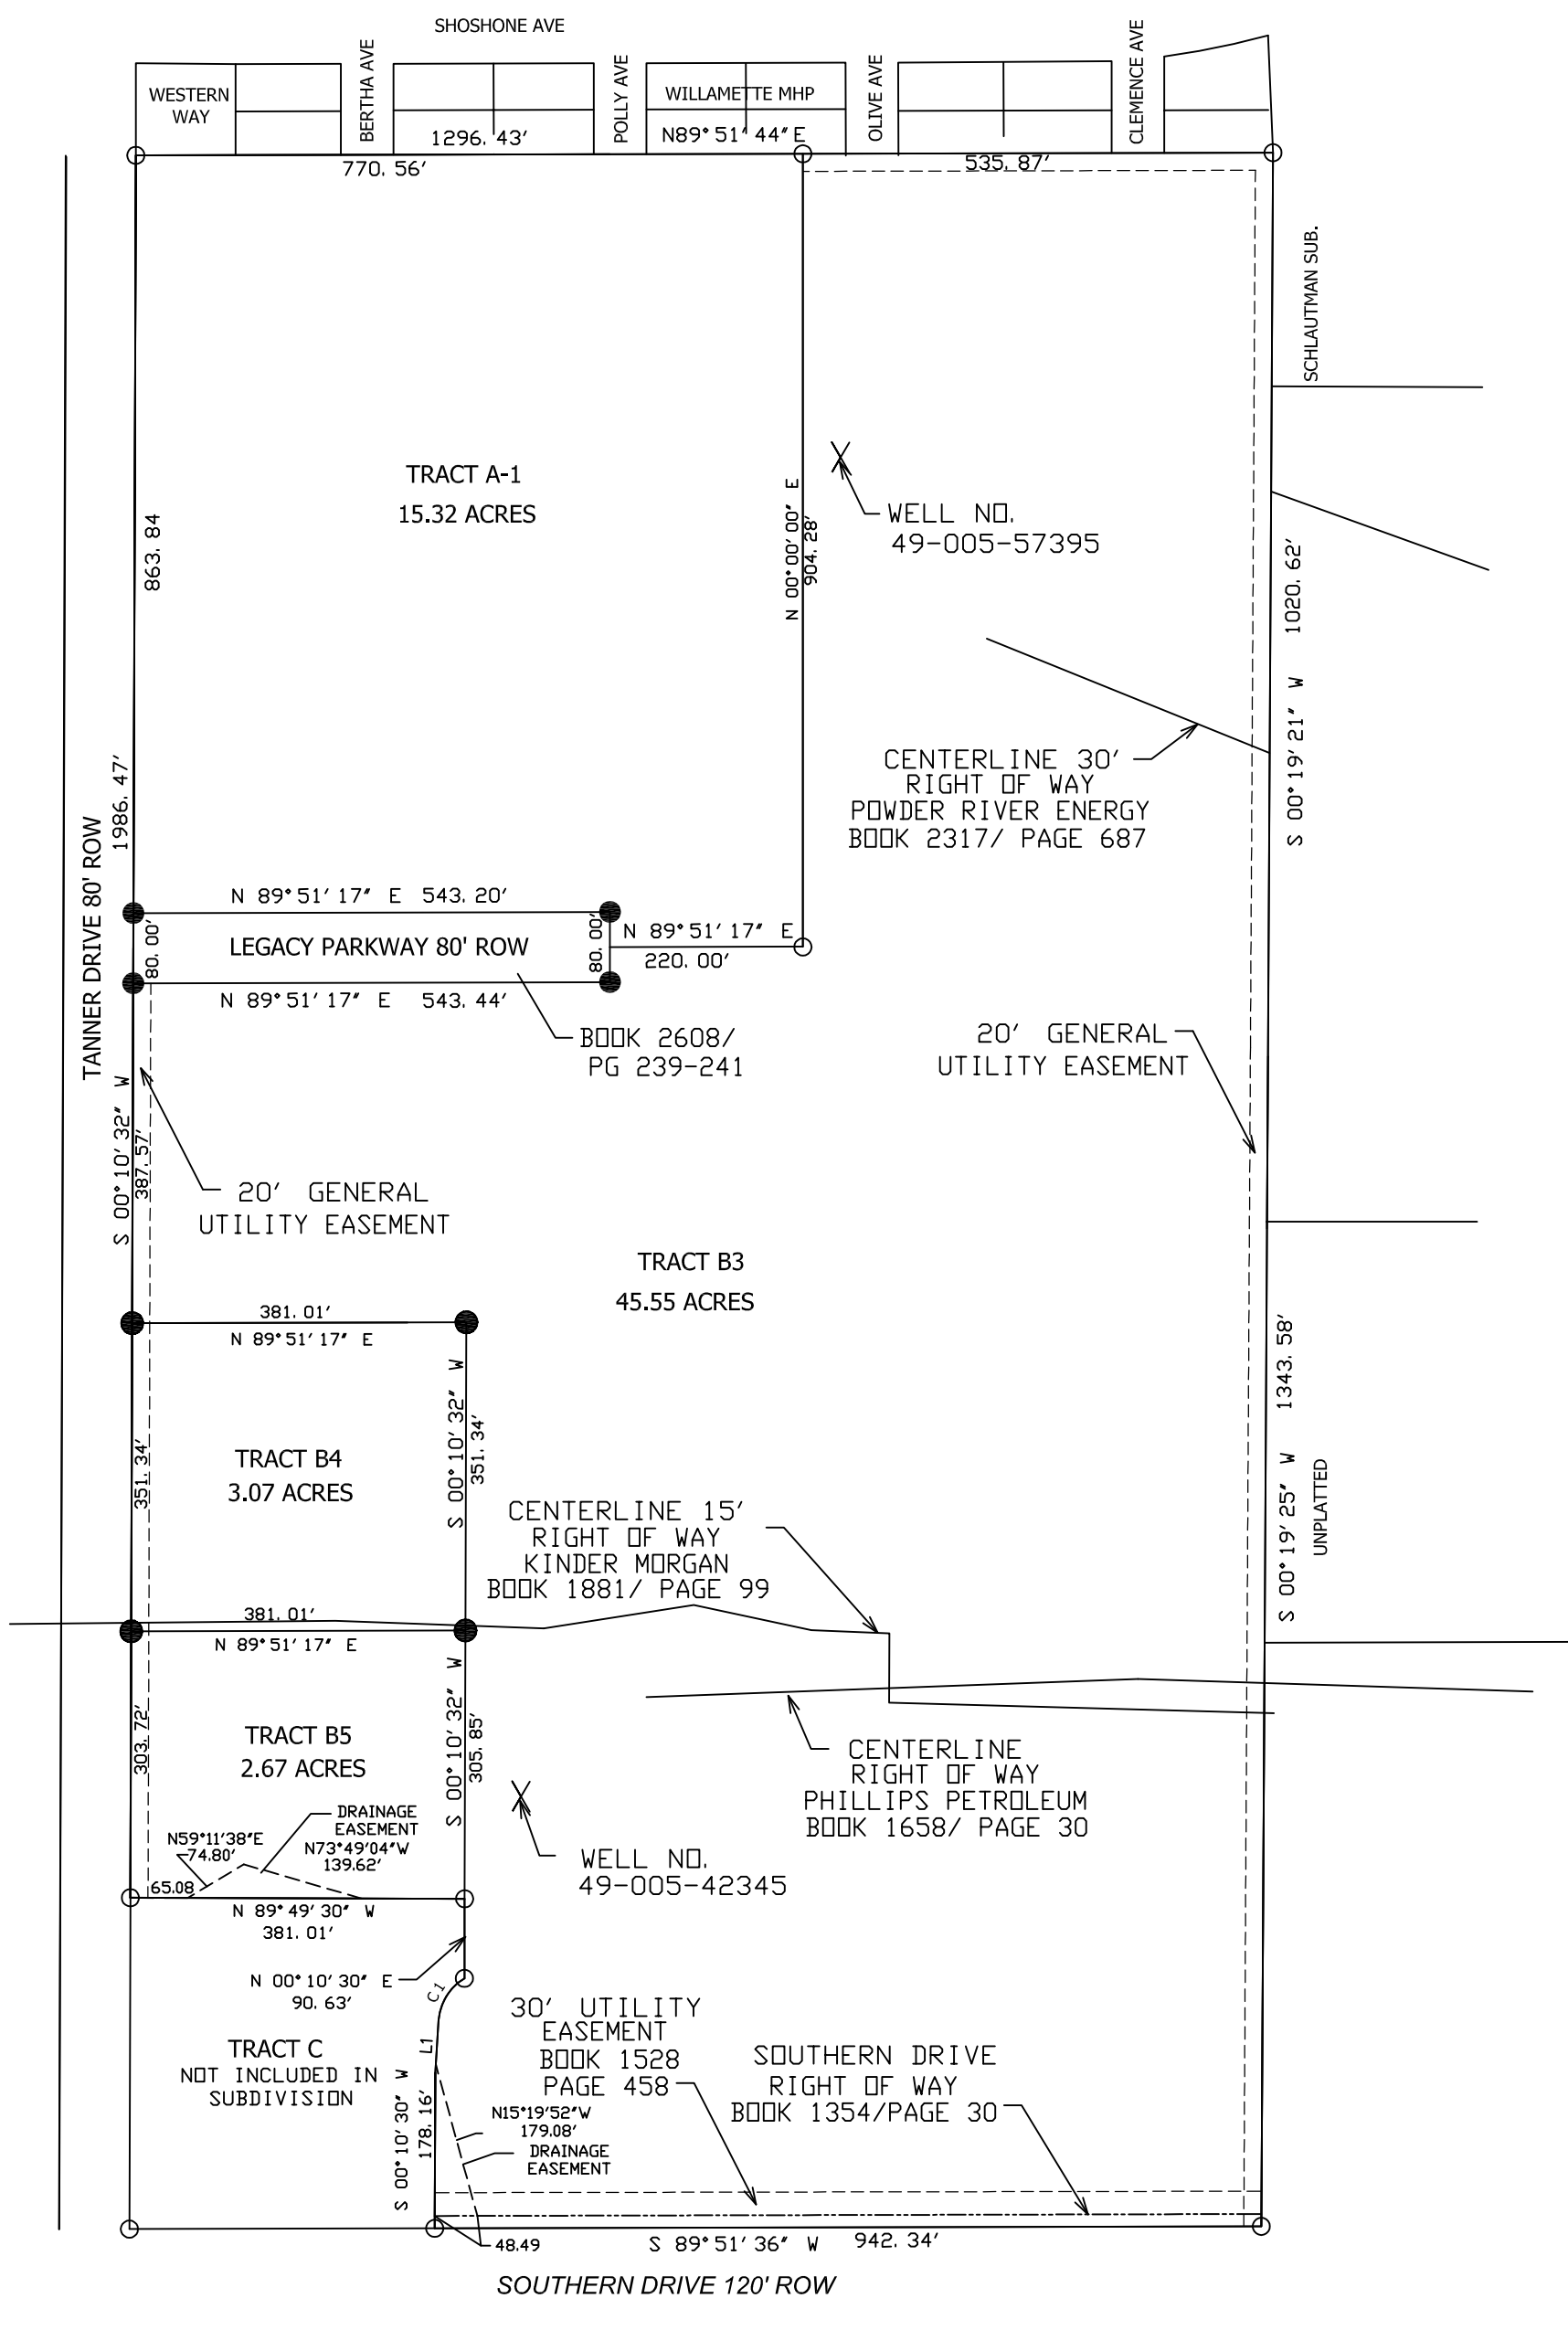 SHOSHONE AVE
WESTERN
WAY
BERTHA AVE
POLLY AVE
WILLAMETTE MHP
OLIVE AVE
CLEMENCE AVE
1296.43'
N89°51'44"E
770.56'
535.87'
SCHLAUTMAN SUB.
TRACT A-1
15.32 ACRES
863.84
N 00°00'00" E
904.28'
WELL NO.
49-005-57395
1020.62'
S 00°19'21" W
CENTERLINE 30'
RIGHT OF WAY
POWDER RIVER ENERGY
BOOK 2317/ PAGE 687
1986.47'
TANNER DRIVE 80' ROW
N 89°51'17" E 543.20'
80.00'
LEGACY PARKWAY 80' ROW
80.00'
N 89°51'17" E
220.00'
N 89°51'17" E 543.44'
BOOK 2608/
PG 239-241
20' GENERAL
UTILITY EASEMENT
S 00°10'32" W
387.57'
20' GENERAL
UTILITY EASEMENT
TRACT B3
45.55 ACRES
381.01'
N 89°51'17" E
S 00°10'32" W
351.34'
351.34'
TRACT B4
3.07 ACRES
1343.58'
S 00°19'25" W
UNPLATTED
CENTERLINE 15'
RIGHT OF WAY
KINDER MORGAN
BOOK 1881/ PAGE 99
381.01'
N 89°51'17" E
S 00°10'32" W
305.85'
303.72'
TRACT B5
2.67 ACRES
CENTERLINE
RIGHT OF WAY
PHILLIPS PETROLEUM
BOOK 1658/ PAGE 30
DRAINAGE
EASEMENT
N59°11'38"E
74.80'
N73°49'04"W
139.62'
65.08
WELL NO.
49-005-42345
N 89°49'30" W
381.01'
N 00°10'30" E
90.63'
C1
L1
TRACT C
NOT INCLUDED IN
SUBDIVISION
S 00°10'30" W
178.16'
30' UTILITY
EASEMENT
BOOK 1528
PAGE 458
SOUTHERN DRIVE
RIGHT OF WAY
BOOK 1354/PAGE 30
N15°19'52"W
179.08'
DRAINAGE
EASEMENT
48.49
S 89°51'36" W 942.34'
SOUTHERN DRIVE 120' ROW